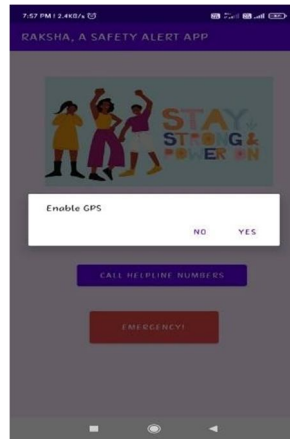 7:57 PM | 2.4KB/s
RAKSHA, A SAFETY ALERT APP
STAY
STRONG &
POWER ON
Enable GPS
NO YES
CALL HELPLINE NUMBERS
EMERGENCY!